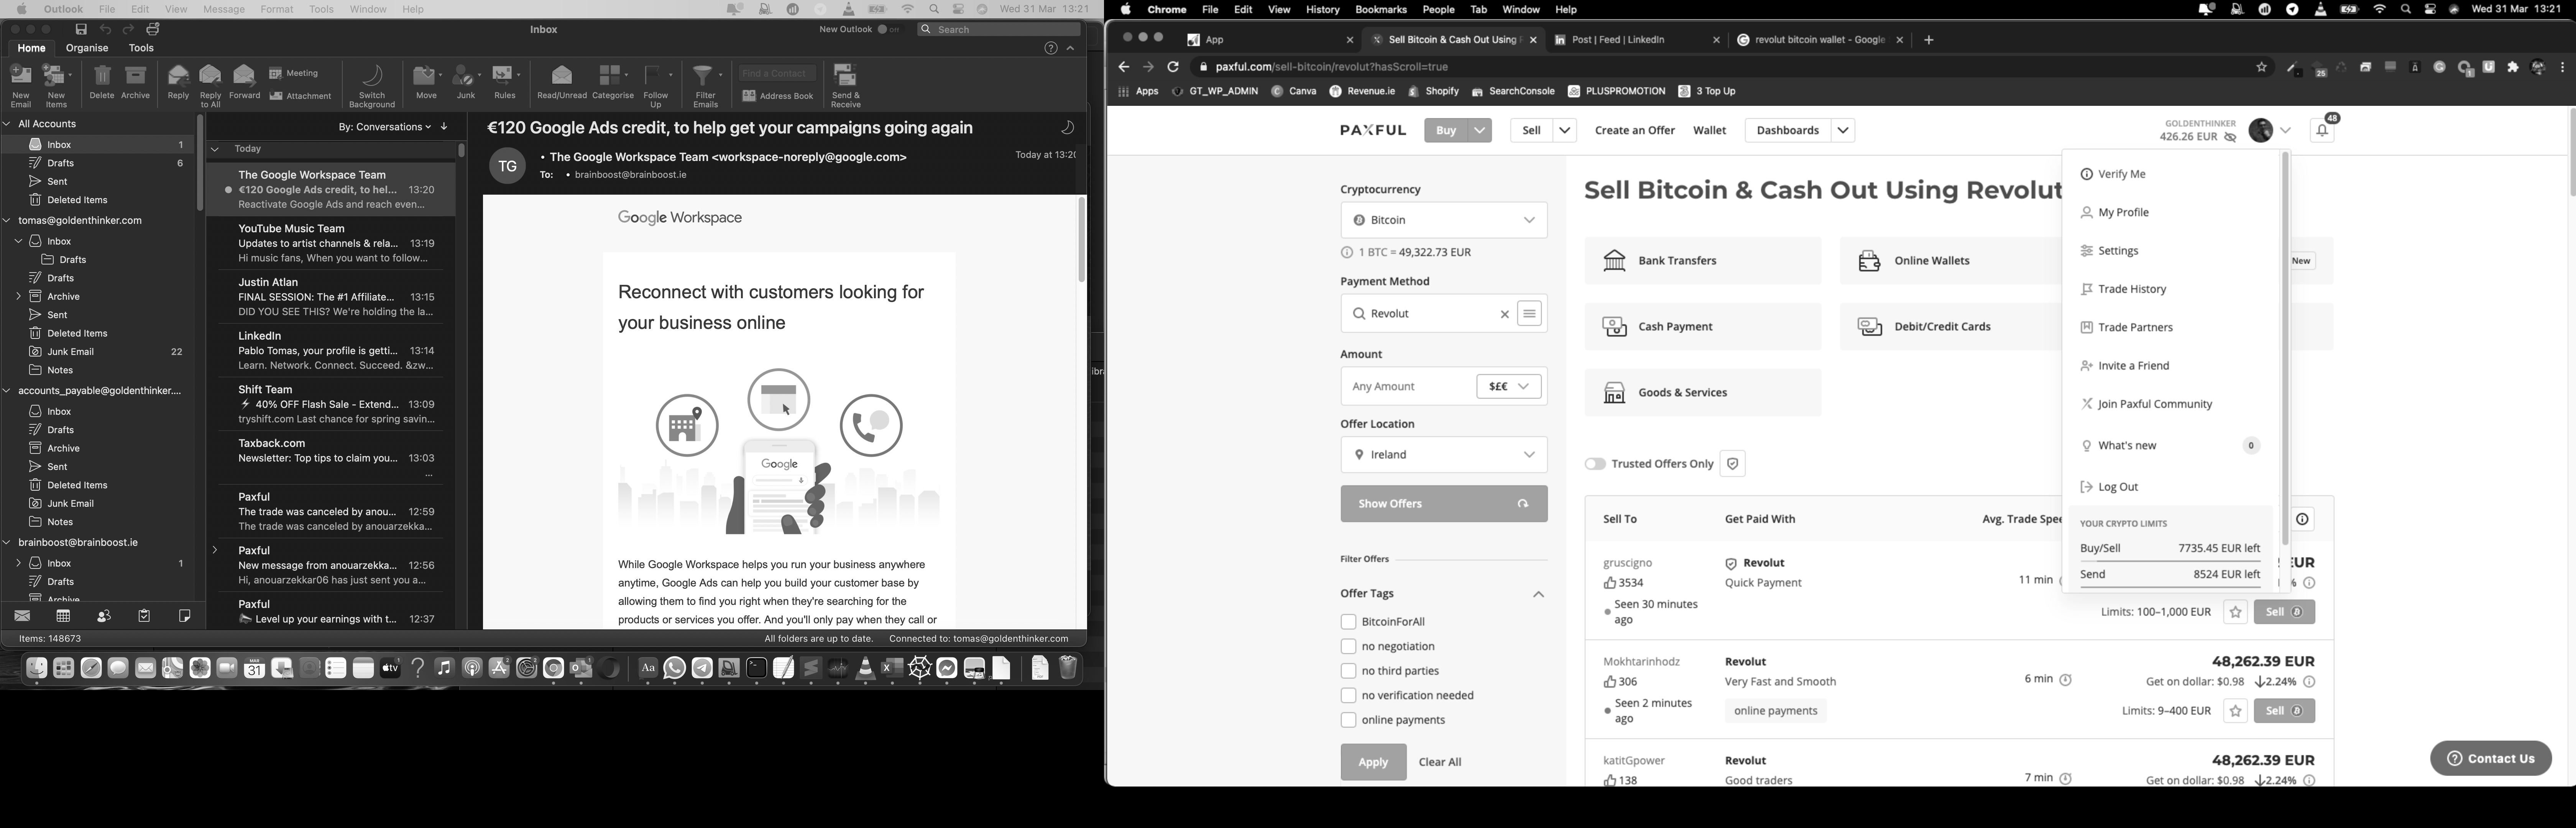 Outlook File Edit View Message Format Tools Window Help Wed 31 Mar 13:21
Inbox New Outlook Off Search
Home Organise Tools
New Email
New Items
Delete
Archive
Reply
Reply to All
Forward
Meeting
Attachment
Switch Background
Move
Junk
Rules
Read/Unread
Categorise
Follow Up
Filter Emails
Find a Contact
Address Book
Send & Receive
All Accounts
Inbox 1
Drafts 6
Sent
Deleted Items
tomas@goldenthinker.com
Inbox
Drafts
Drafts
Archive
Sent
Deleted Items
Junk Email 22
Notes
accounts_payable@goldenthinker....
Inbox
Drafts
Archive
Sent
Deleted Items
Junk Email
Notes
brainboost@brainboost.ie
Inbox 1
Drafts
Archive
Items: 148673
By: Conversations
Today
The Google Workspace Team
€120 Google Ads credit, to hel... 13:20
Reactivate Google Ads and reach even...
YouTube Music Team
Updates to artist channels & rela... 13:19
Hi music fans, When you want to follow...
Justin Atlan
FINAL SESSION: The #1 Affiliate... 13:15
DID YOU SEE THIS? We're holding the la...
LinkedIn
Pablo Tomas, your profile is getti... 13:14
Learn. Network. Connect. Succeed. &zw...
Shift Team
⚡ 40% OFF Flash Sale - Extend... 13:09
tryshift.com Last chance for spring savin...
Taxback.com
Newsletter: Top tips to claim you... 13:03
...
Paxful
The trade was canceled by anou... 12:59
The trade was canceled by anouarzekka...
Paxful
New message from anouarzekka... 12:56
Hi, anouarzekkar06 has just sent you a...
Paxful
Level up your earnings with t... 12:37
€120 Google Ads credit, to help get your campaigns going again
TG
The Google Workspace Team <workspace-noreply@google.com>
Today at 13:20
To: brainboost@brainboost.ie
Google Workspace
Reconnect with customers looking for
your business online
Google
While Google Workspace helps you run your business anywhere
anytime, Google Ads can help you build your customer base by
allowing them to find you right when they're searching for the
products or services you offer. And you'll only pay when they call or
All folders are up to date. Connected to: tomas@goldenthinker.com
MAR
31
tv
Aa
Chrome File Edit View History Bookmarks People Tab Window Help Wed 31 Mar 13:21
App
Sell Bitcoin & Cash Out Using R
Post | Feed | LinkedIn
revolut bitcoin wallet - Google
paxful.com/sell-bitcoin/revolut?hasScroll=true
25
Apps GT_WP_ADMIN Canva Revenue.ie Shopify SearchConsole PLUSPROMOTION 3 Top Up
PAXFUL Buy Sell Create an Offer Wallet Dashboards
GOLDENTHINKER
426.26 EUR
48
Cryptocurrency
Bitcoin
1 BTC = 49,322.73 EUR
Payment Method
Revolut
Amount
Any Amount $£€
Offer Location
Ireland
Show Offers
Filter Offers
Offer Tags
BitcoinForAll
no negotiation
no third parties
no verification needed
online payments
Apply Clear All
Sell Bitcoin & Cash Out Using Revolut
Bank Transfers
Online Wallets
New
Cash Payment
Debit/Credit Cards
Goods & Services
Trusted Offers Only
Sell To Get Paid With Avg. Trade Spee
gruscigno
3534
Seen 30 minutes
ago
Revolut
Quick Payment
11 min
EUR
Limits: 100–1,000 EUR
Sell
Mokhtarinhodz
306
Seen 2 minutes
ago
Revolut
Very Fast and Smooth
online payments
6 min
48,262.39 EUR
Get on dollar: $0.98 ↓2.24%
Limits: 9–400 EUR
Sell
katitGpower
138
Revolut
Good traders
7 min
48,262.39 EUR
Get on dollar: $0.98 ↓2.24%
Verify Me
My Profile
Settings
Trade History
Trade Partners
Invite a Friend
Join Paxful Community
What's new 0
Log Out
YOUR CRYPTO LIMITS
Buy/Sell 7735.45 EUR left
Send 8524 EUR left
Contact Us